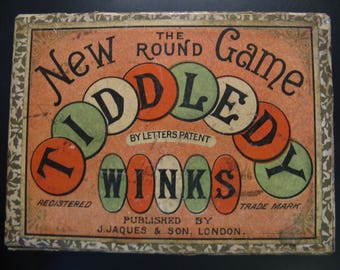 THE
New ROUND Game
TIDDLEDY
BY LETTERS PATENT
WINKS
REGISTERED TRADE MARK.
PUBLISHED BY
J. JAQUES & SON, LONDON.